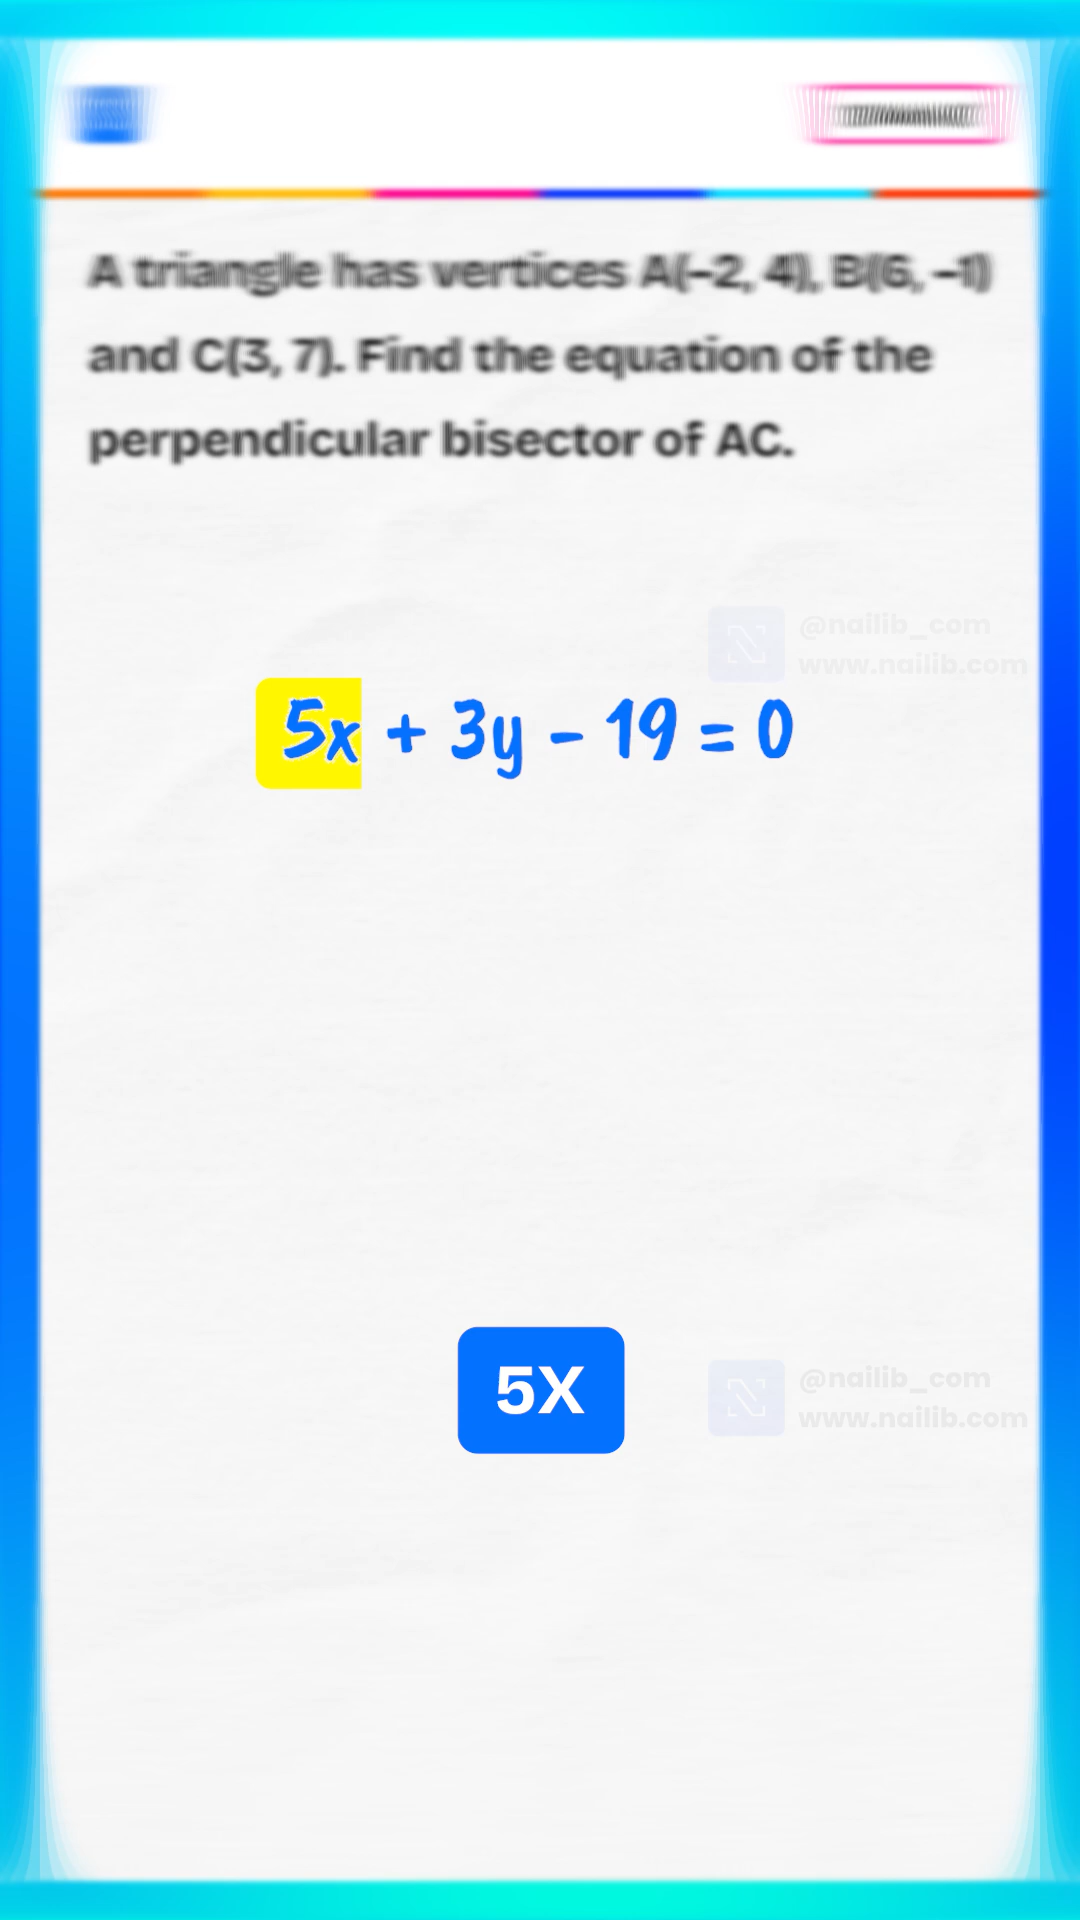 A triangle has vertices A(–2, 4), B(6, –1)
and C(3, 7). Find the equation of the
perpendicular bisector of AC.
@nailib_com
www.nailib.com
5x + 3y – 19 = 0
5X
@nailib_com
www.nailib.com